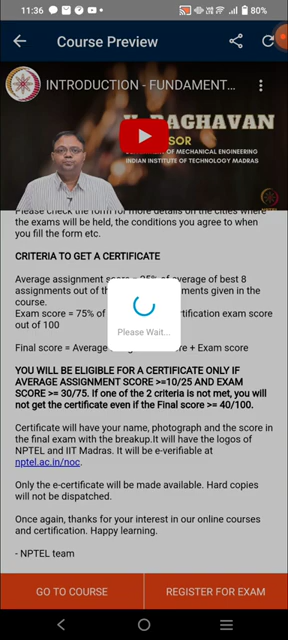 11:36
80%
Course Preview
INTRODUCTION - FUNDAMENT...
RAGHAVAN
SOR
OF MECHANICAL ENGINEERING
INDIAN INSTITUTE OF TECHNOLOGY MADRAS
NPTEL
Please check the form for more details on the cities where
the exams will be held, the conditions you agree to when
you fill the form etc.
CRITERIA TO GET A CERTIFICATE
Average assignment score = 25% of average of best 8
assignments out of the ments given in the
course.
Exam score = 75% of tification exam score
out of 100
Please Wait...
Final score = Average re + Exam score
YOU WILL BE ELIGIBLE FOR A CERTIFICATE ONLY IF
AVERAGE ASSIGNMENT SCORE >=10/25 AND EXAM
SCORE >= 30/75. If one of the 2 criteria is not met, you will
not get the certificate even if the Final score >= 40/100.
Certificate will have your name, photograph and the score in
the final exam with the breakup.It will have the logos of
NPTEL and IIT Madras. It will be e-verifiable at
nptel.ac.in/noc.
Only the e-certificate will be made available. Hard copies
will not be dispatched.
Once again, thanks for your interest in our online courses
and certification. Happy learning.
- NPTEL team
GO TO COURSE
REGISTER FOR EXAM